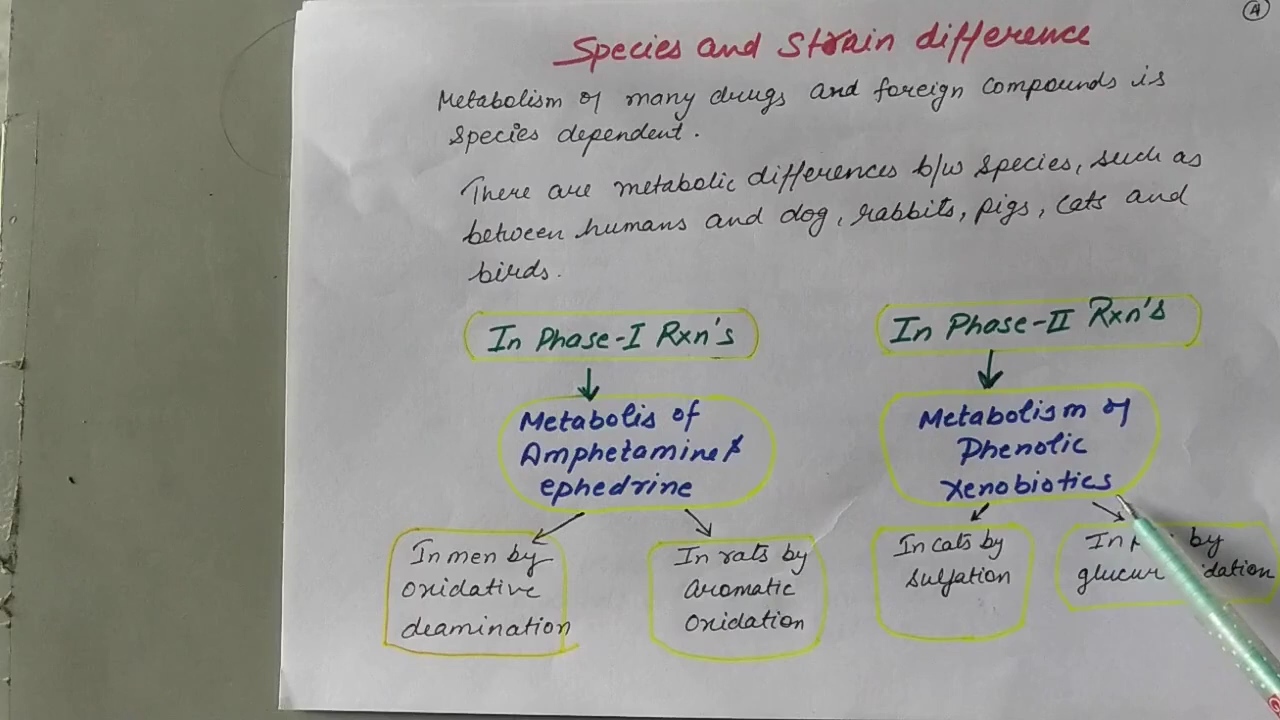 A
Species and Strain difference
Metabolism of many drugs and foreign compounds is
species dependent.
There are metabolic differences b/w species, such as
between humans and dog, rabbits, pigs, cats and
birds.
In Phase-I Rxn's
In Phase-II Rxn's
Metabolis of
Amphetamine &
ephedrine
Metabolism of
Phenolic
Xenobiotics
In men by
oxidative
deamination
In rats by
Aromatic
Oxidation
In cats by
Sulfation
In by